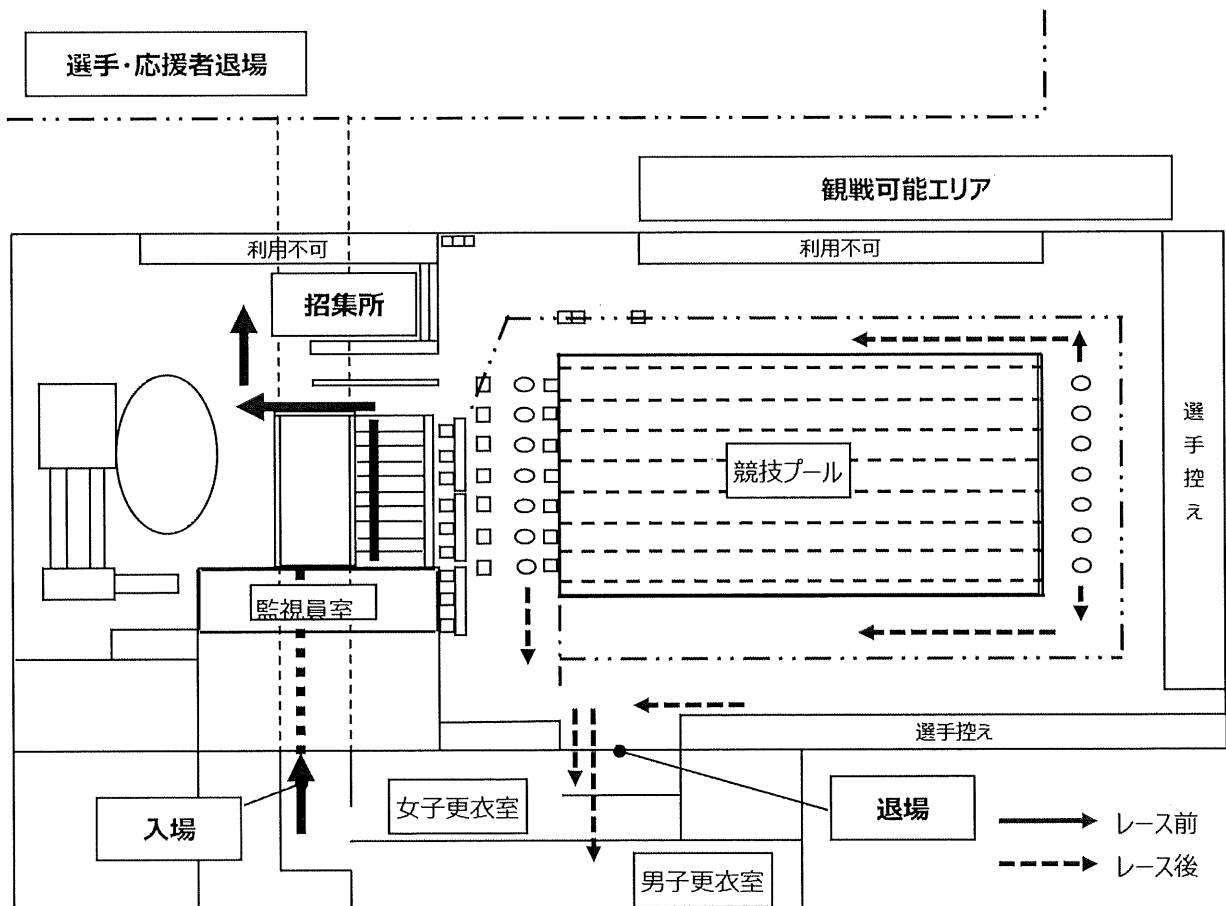 選手・応援者退場
観戦可能エリア
利用不可
利用不可
招集所
選手控え
競技プール
監視員室
選手控え
入場
女子更衣室
退場
レース前
レース後
男子更衣室